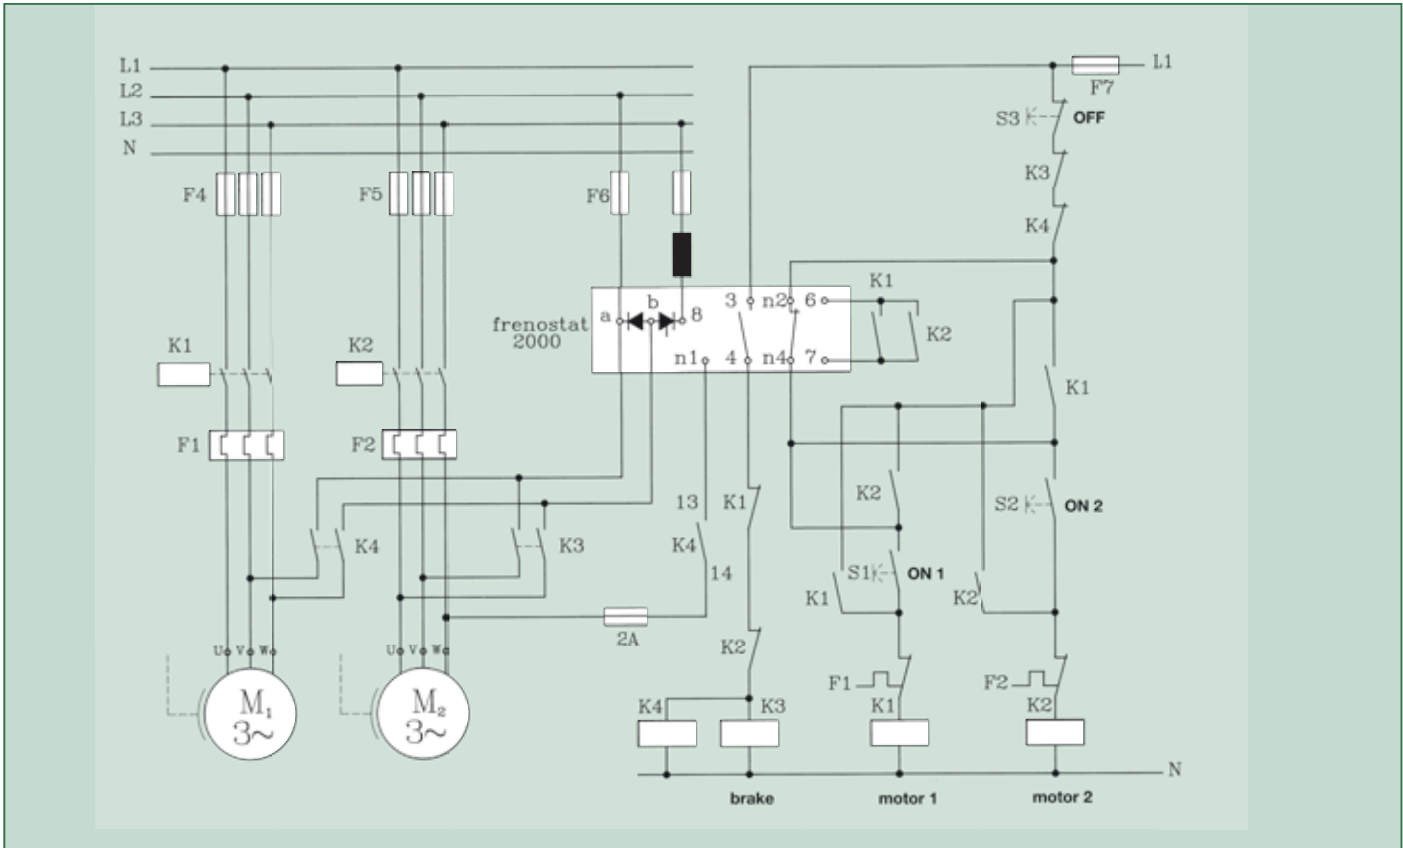 L1
L2
L3
N
L1
F7
S3 OFF
K3
K4
F4
F5
F6
K1
K2
3 n2 6
a b 8
frenostat
2000
n1 4 n4 7
K1
K2
K1
F1
F2
K2
S2 ON 2
13
K1
K4
K4
K3
14
S1 ON 1
K1
K2
2A
K2
U V W
U V W
F1
F2
M1
3~
M2
3~
K4
K3
K1
K2
N
brake
motor 1
motor 2